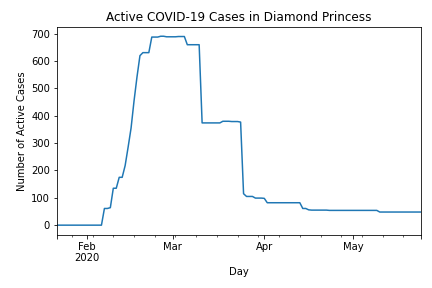 Active COVID-19 Cases in Diamond Princess
Number of Active Cases
700
600
500
400
300
200
100
0
Feb
2020
Mar
Apr
May
Day